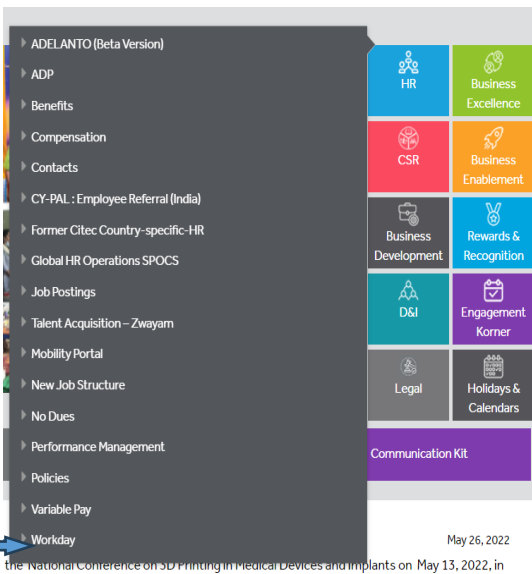 ADELANTO (Beta Version)
ADP
Benefits
Compensation
Contacts
CY-PAL : Employee Referral (India)
Former Citec Country-specific-HR
Global HR Operations SPOCS
Job Postings
Talent Acquisition – Zwayam
Mobility Portal
New Job Structure
No Dues
Performance Management
Policies
Variable Pay
Workday
HR
Business
Excellence
CSR
Business
Enablement
Business
Development
Rewards &
Recognition
D&I
Engagement
Korner
Legal
Holidays &
Calendars
Communication Kit
May 26, 2022
the National Conference on 3D Printing in Medical Devices and Implants on May 13, 2022, in